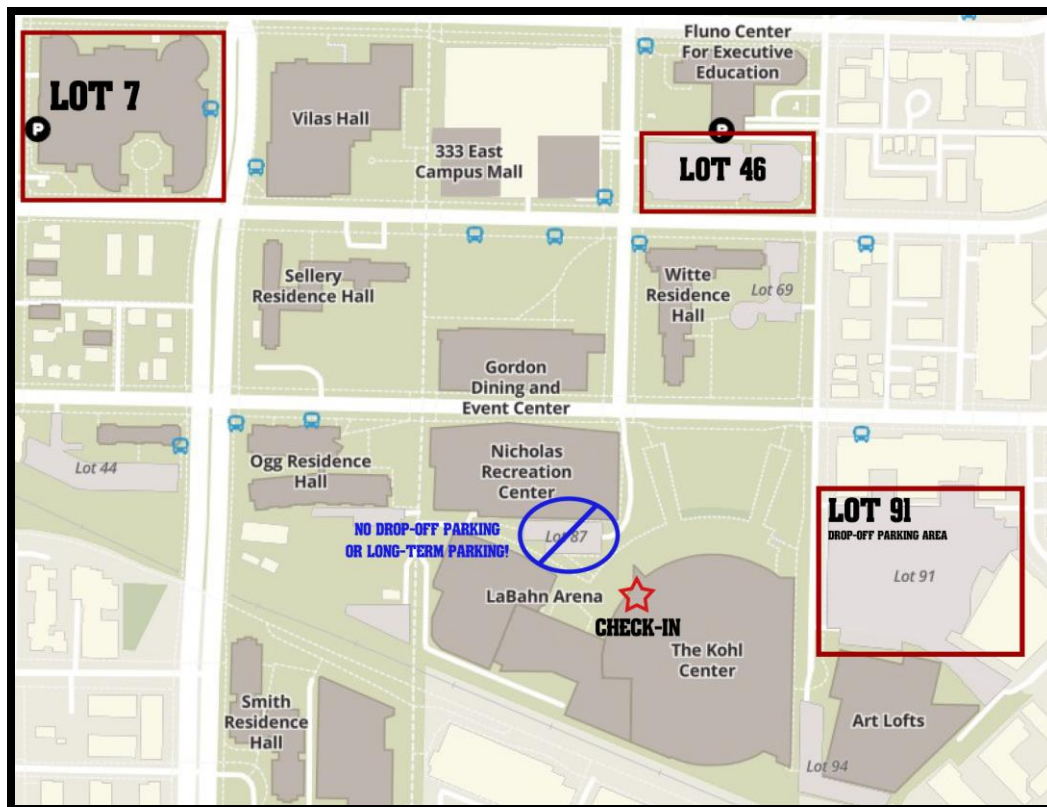 Fluno Center
For Executive
Education
LOT 7
P
Vilas Hall
P
333 East
Campus Mall
LOT 46
Sellery
Residence Hall
Witte
Residence
Hall
Lot 69
Gordon
Dining and
Event Center
Lot 44
Ogg Residence
Hall
Nicholas
Recreation
Center
NO DROP-OFF PARKING
OR LONG-TERM PARKING!
Lot 87
LOT 91
DROP-OFF PARKING AREA
Lot 91
LaBahn Arena
CHECK-IN
The Kohl
Center
Smith
Residence
Hall
Art Lofts
Lot 94